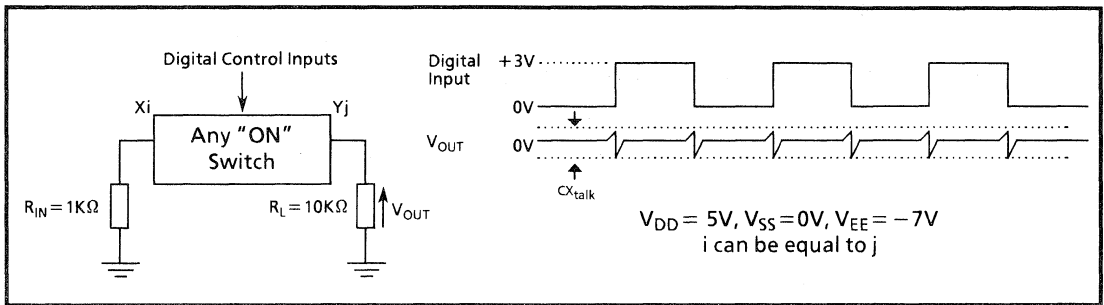 Digital Control Inputs
Xi
Yj
Any "ON"
Switch
R_IN = 1KΩ
R_L = 10KΩ
V_OUT
Digital
Input
+3V
0V
V_OUT
0V
CX_talk
V_DD = 5V, V_SS = 0V, V_EE = −7V
i can be equal to j